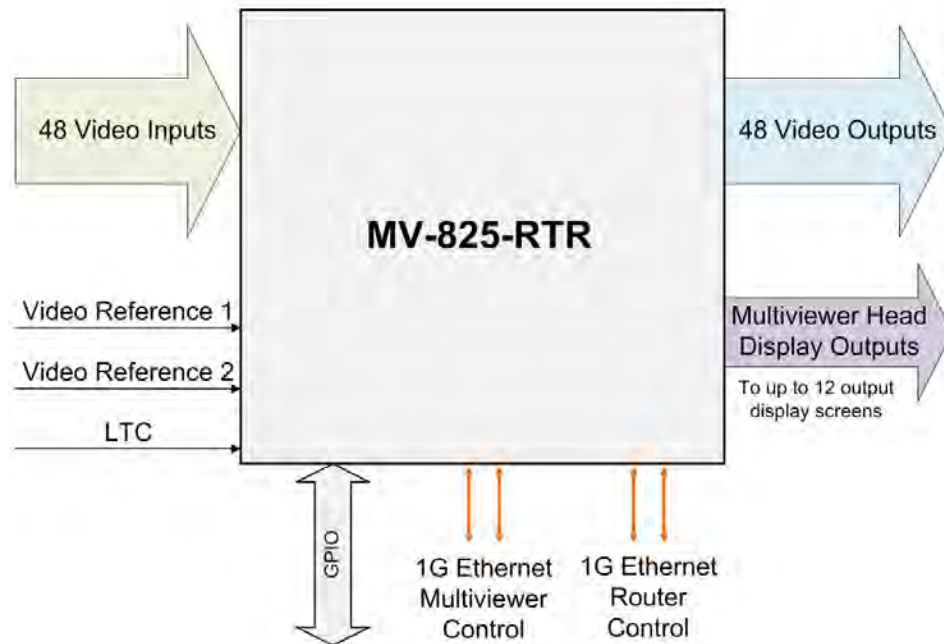 48 Video Inputs
48 Video Outputs
MV-825-RTR
Video Reference 1
Video Reference 2
LTC
Multiviewer Head
Display Outputs
To up to 12 output
display screens
GPIO
1G Ethernet
Multiviewer
Control
1G Ethernet
Router
Control